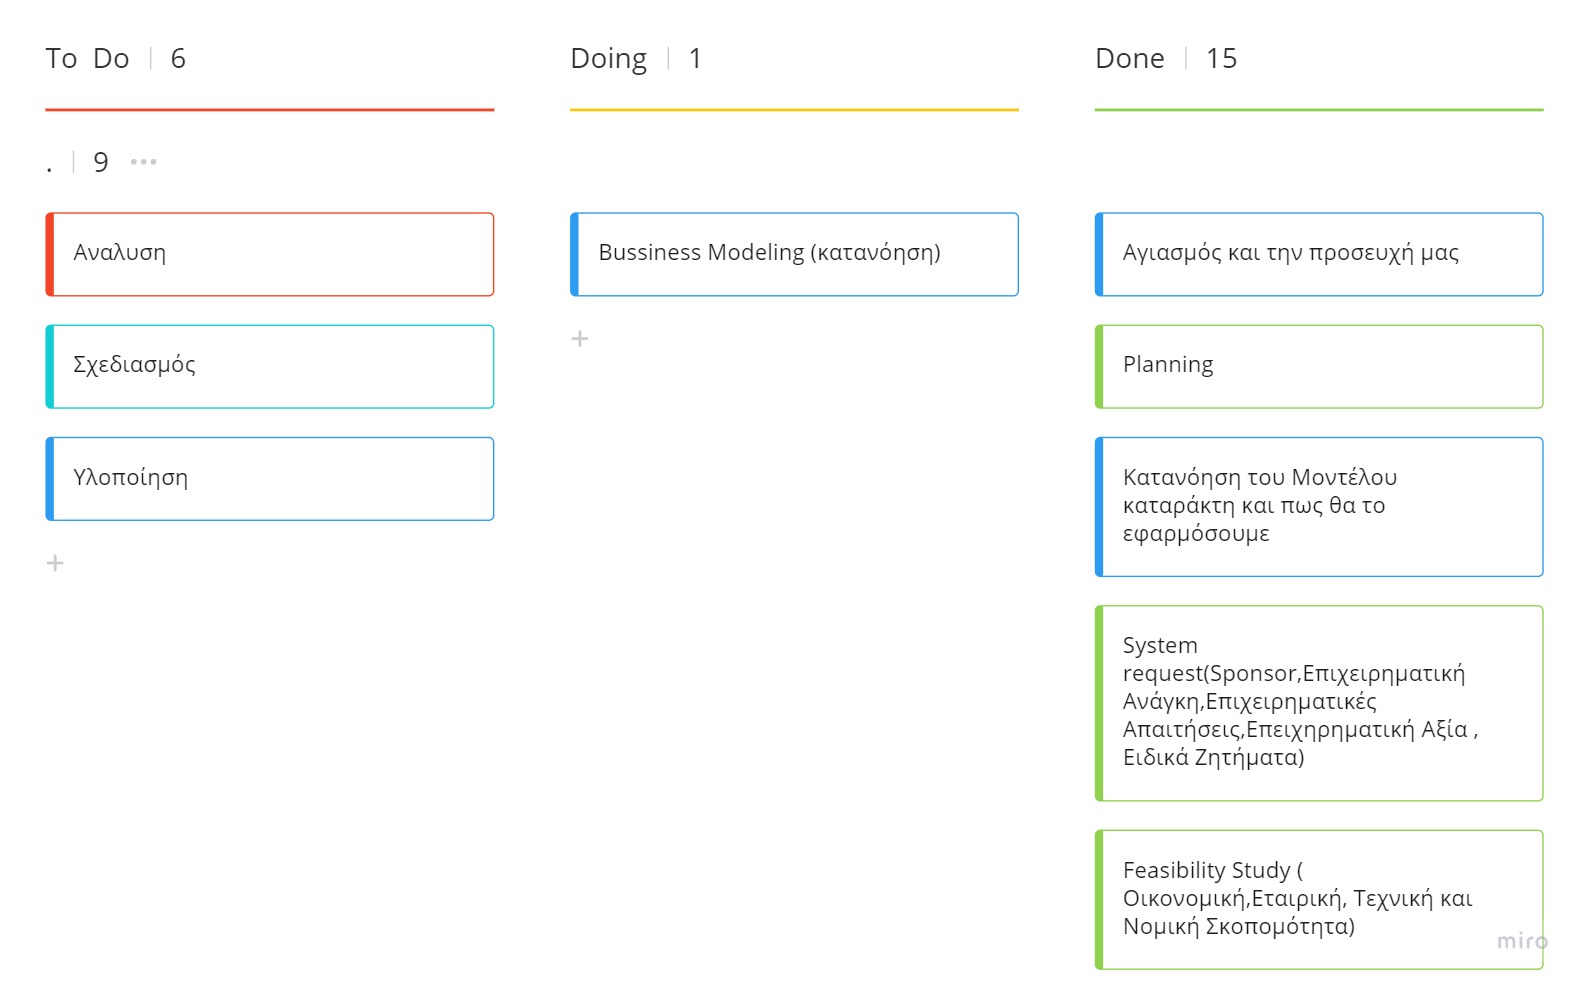 To Do | 6
Doing | 1
Done | 15
. | 9 •••
Αναλυση
Σχεδιασμός
Υλοποίηση
+
Bussiness Modeling (κατανόηση)
+
Αγιασμός και την προσευχή μας
Planning
Κατανόηση του Μοντέλου
καταράκτη και πως θα το
εφαρμόσουμε
System
request(Sponsor,Επιχειρηματική
Ανάγκη,Επιχειρηματικές
Απαιτήσεις,Επειχηρηματική Αξία ,
Ειδικά Ζητήματα)
Feasibility Study (
Οικονομική,Εταιρική, Τεχνική και
Νομική Σκοπομότητα)
miro